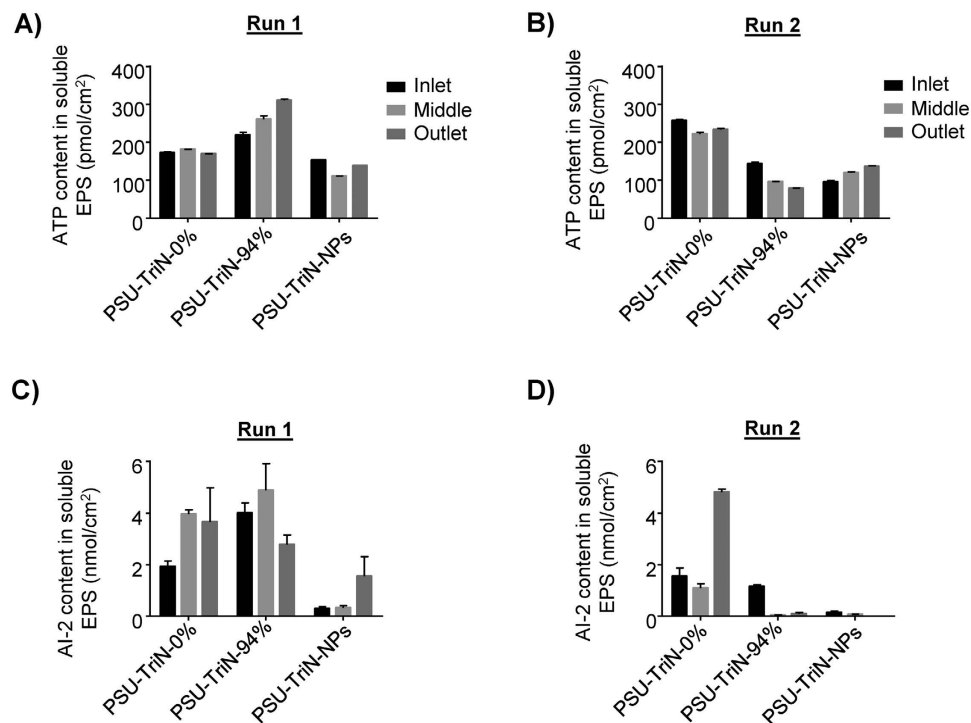 A)
Run 1
ATP content in soluble
EPS (pmol/cm²)
400
300
200
100
0
Inlet
Middle
Outlet
PSU-TriN-0%
PSU-TriN-94%
PSU-TriN-NPs
B)
Run 2
ATP content in soluble
EPS (pmol/cm²)
400
300
200
100
0
Inlet
Middle
Outlet
PSU-TriN-0%
PSU-TriN-94%
PSU-TriN-NPs
C)
Run 1
AI-2 content in soluble
EPS (nmol/cm²)
6
4
2
0
PSU-TriN-0%
PSU-TriN-94%
PSU-TriN-NPs
D)
Run 2
AI-2 content in soluble
EPS (nmol/cm²)
6
4
2
0
PSU-TriN-0%
PSU-TriN-94%
PSU-TriN-NPs